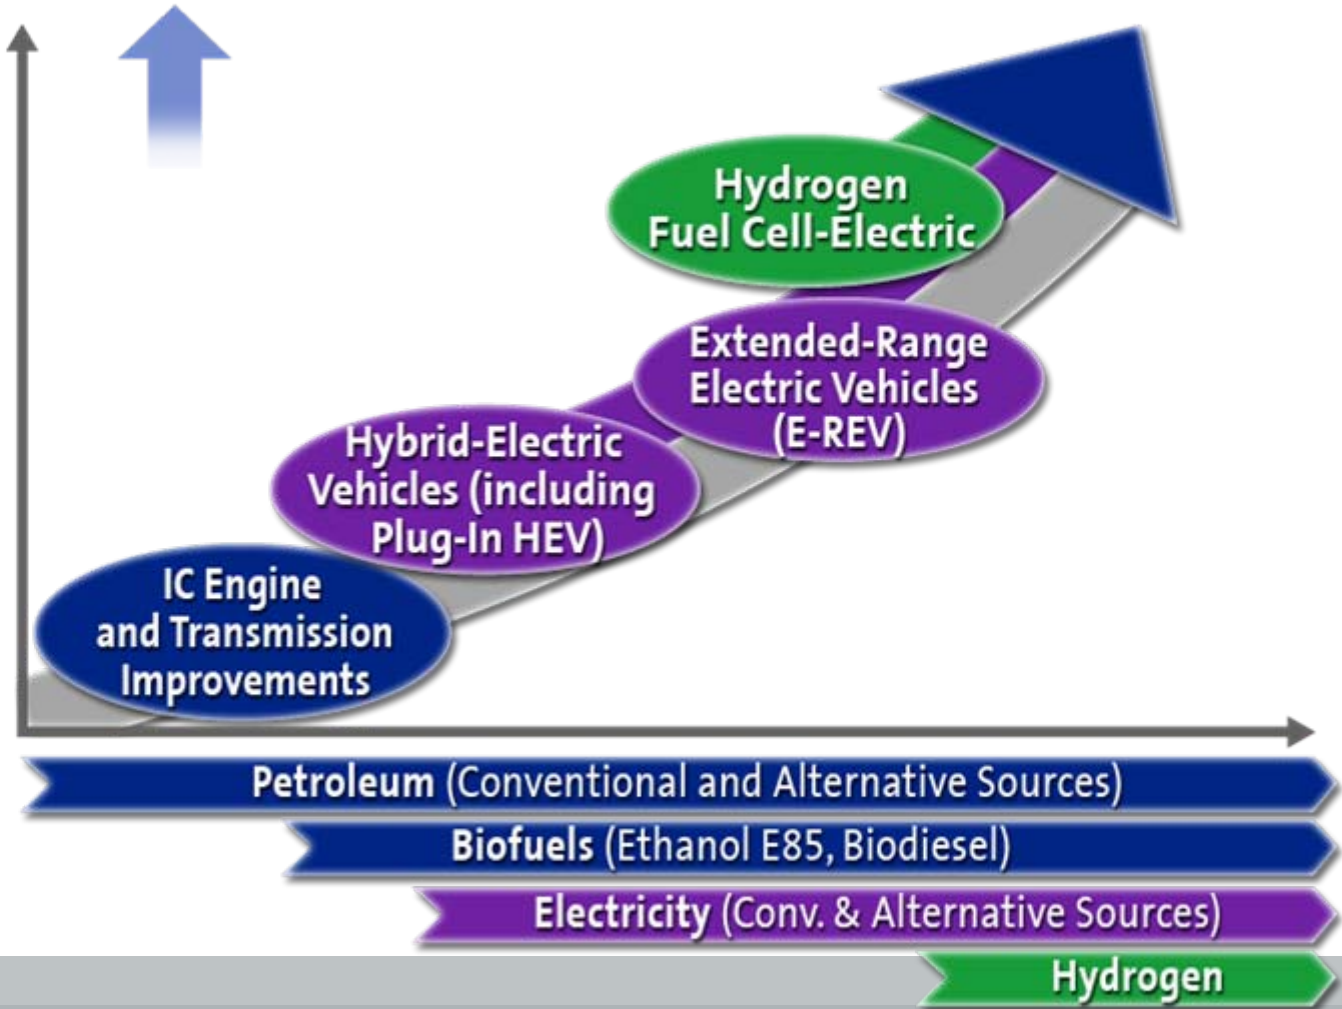 Hydrogen
Fuel Cell-Electric
Extended-Range
Electric Vehicles
(E-REV)
Hybrid-Electric
Vehicles (including
Plug-In HEV)
IC Engine
and Transmission
Improvements
Petroleum (Conventional and Alternative Sources)
Biofuels (Ethanol E85, Biodiesel)
Electricity (Conv. & Alternative Sources)
Hydrogen